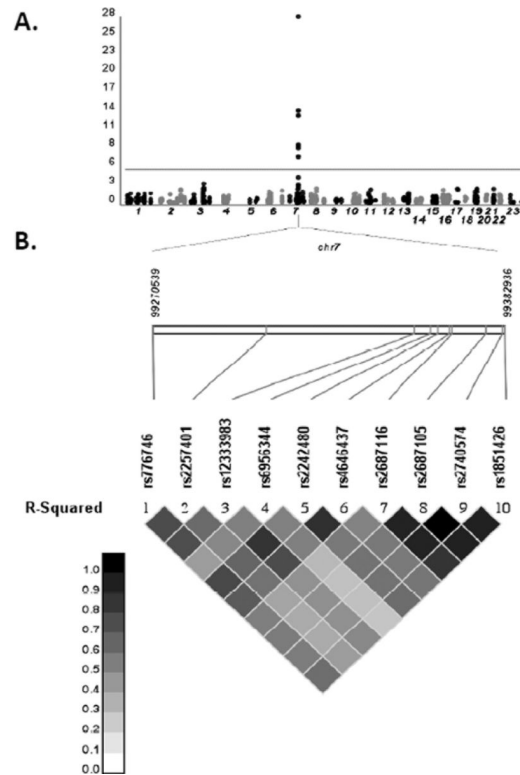 A.
28
25
22
20
17
14
11
8
6
3
0
1 2 3 4 5 6 7 8 9 10 11 12 13 14 15 16 17 18 19 20 21 22 23
B.
chr7
99270539
99382936
rs776746
rs2257401
rs12333983
rs6956344
rs2242480
rs4646437
rs2687116
rs2687105
rs2740574
rs1851426
R-Squared
1 2 3 4 5 6 7 8 9 10
1.0
0.9
0.8
0.7
0.6
0.5
0.4
0.3
0.2
0.1
0.0